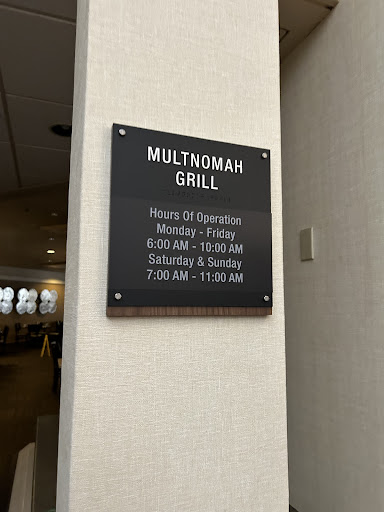 MULTNOMAH
GRILL
Hours Of Operation
Monday - Friday
6:00 AM - 10:00 AM
Saturday & Sunday
7:00 AM - 11:00 AM